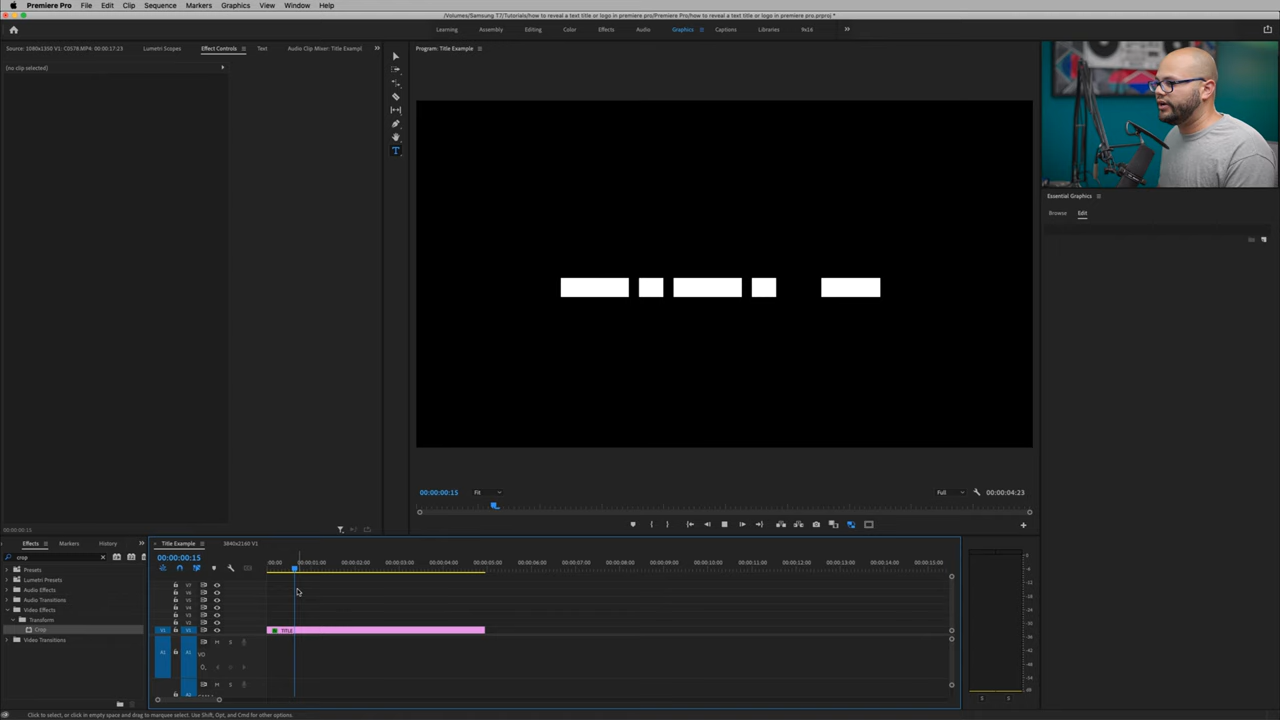 Premiere Pro File Edit Clip Sequence Markers Graphics View Window Help
/Volumes/Samsung T7/Tutorials/how to reveal a text title or logo in premiere pro/Premiere Pro/how to reveal a text title or logo in premiere pro.prproj *
Learning Assembly Editing Color Effects Audio Graphics Captions Libraries 9x16
Source: 1080x1350 V1: C0578.MP4: 00:00:17:23 Lumetri Scopes Effect Controls Text Audio Clip Mixer: Title Exampl
Program: Title Example
(no clip selected)
Essential Graphics
Browse Edit
00:00:00:15 Fit Full 00:00:04:23
00:00:00:15
Effects Markers History
crop
Presets
Lumetri Presets
Audio Effects
Audio Transitions
Video Effects
Transform
Crop
Video Transitions
Title Example 3840x2160 V1
00:00:00:15
:00:00 00:00:01:00 00:00:02:00 00:00:03:00 00:00:04:00 00:00:05:00 00:00:06:00 00:00:07:00 00:00:08:00 00:00:09:00 00:00:10:00 00:00:11:00 00:00:12:00 00:00:13:00 00:00:14:00 00:00:15:00
V7
V6
V5
V4
V3
V2
V1 V1 TITLE
A1 A1 M S
VO
M S
Click to select, or click in empty space and drag to marquee select. Use Shift, Opt, and Cmd for other options.